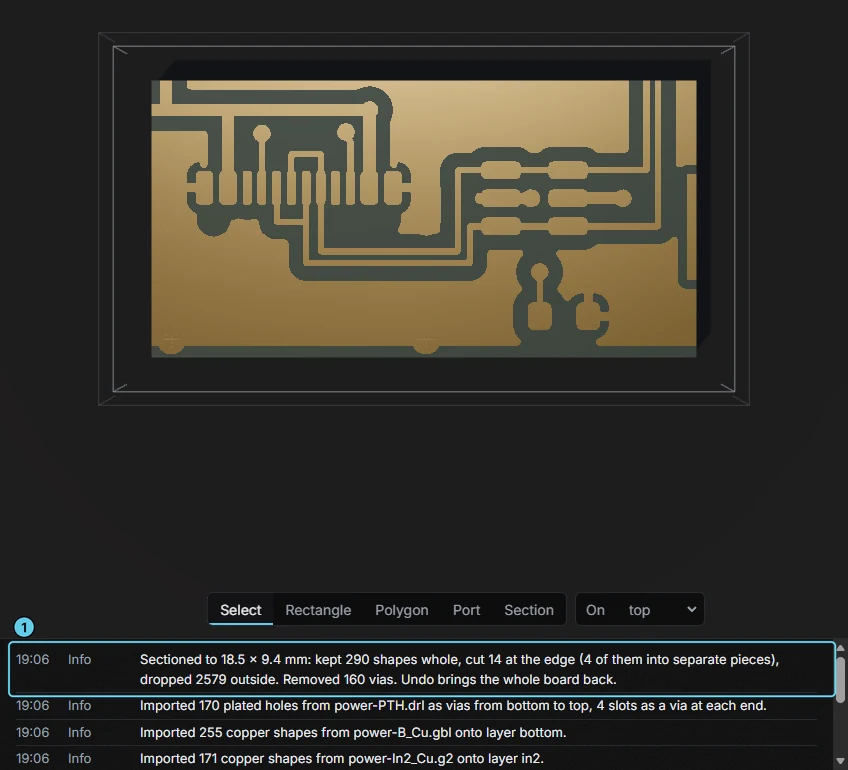 Select Rectangle Polygon Port Section On top
1
19:06 Info Sectioned to 18.5 × 9.4 mm: kept 290 shapes whole, cut 14 at the edge (4 of them into separate pieces),
dropped 2579 outside. Removed 160 vias. Undo brings the whole board back.
19:06 Info Imported 170 plated holes from power-PTH.drl as vias from bottom to top, 4 slots as a via at each end.
19:06 Info Imported 255 copper shapes from power-B_Cu.gbl onto layer bottom.
19:06 Info Imported 171 copper shapes from power-In2_Cu.g2 onto layer in2.